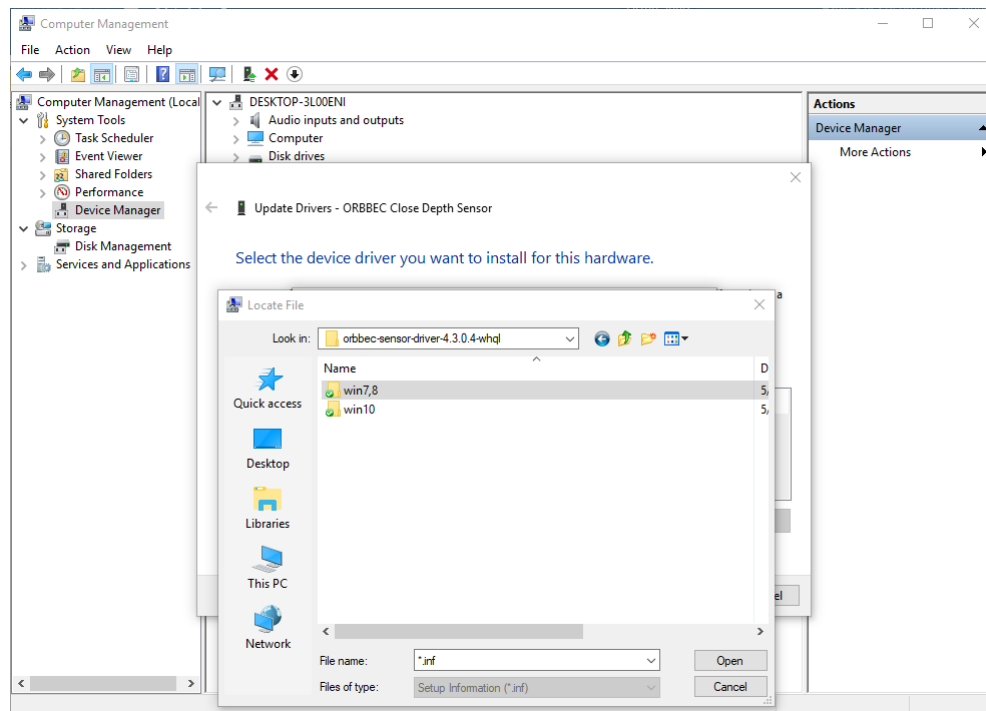 Computer Management
File Action View Help
Computer Management (Local
System Tools
Task Scheduler
Event Viewer
Shared Folders
Performance
Device Manager
Storage
Disk Management
Services and Applications
DESKTOP-3L00ENI
Audio inputs and outputs
Computer
Disk drives
Actions
Device Manager
More Actions
Update Drivers - ORBBEC Close Depth Sensor
Select the device driver you want to install for this hardware.
a
Locate File
Look in: orbbec-sensor-driver-4.3.0.4-whql
Name D
win7,8 5/
win10 5/
Quick access
Desktop
Libraries
This PC
Network
el
File name: *.inf Open
Files of type: Setup Information (*.inf) Cancel